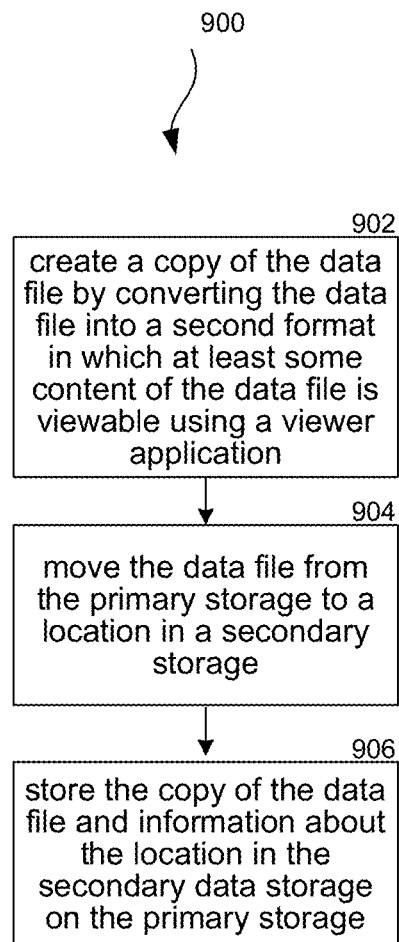 900
902
create a copy of the data
file by converting the data
file into a second format
in which at least some
content of the data file is
viewable using a viewer
application
904
move the data file from
the primary storage to a
location in a secondary
storage
906
store the copy of the data
file and information about
the location in the
secondary data storage
on the primary storage